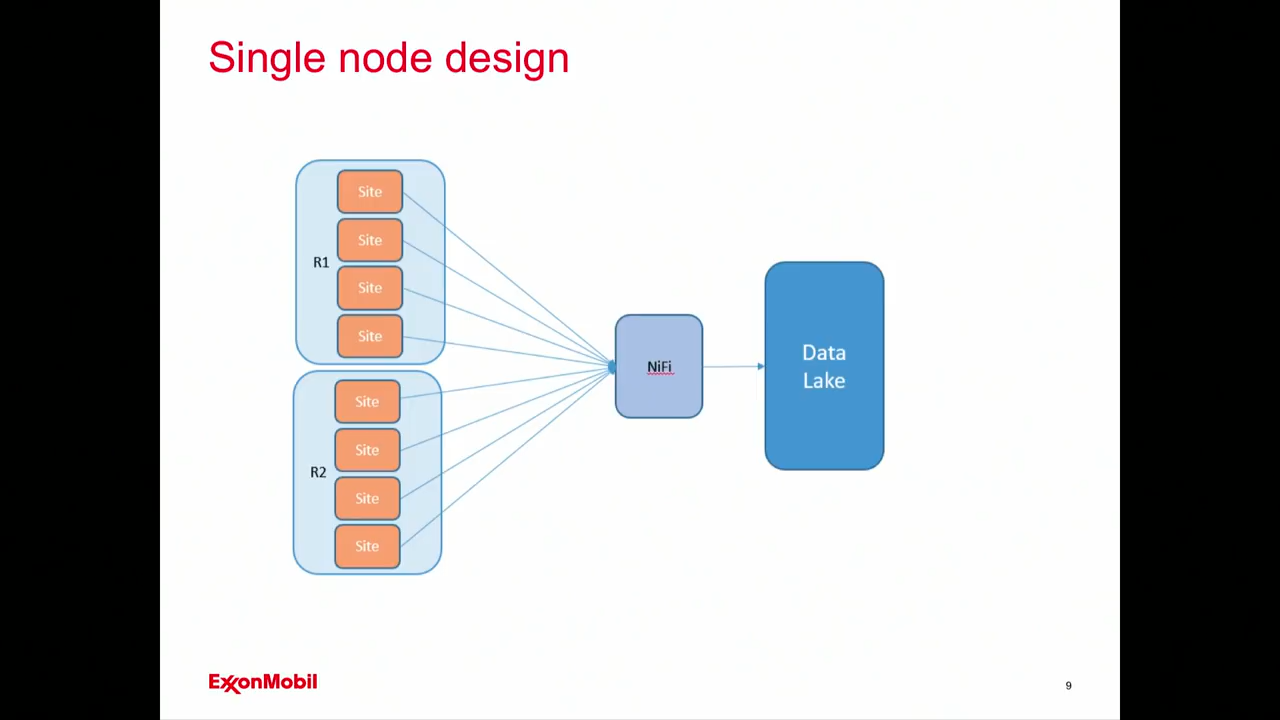 Single node design
R1
Site
Site
Site
Site
R2
Site
Site
Site
Site
NiFi
Data
Lake
ExxonMobil
9